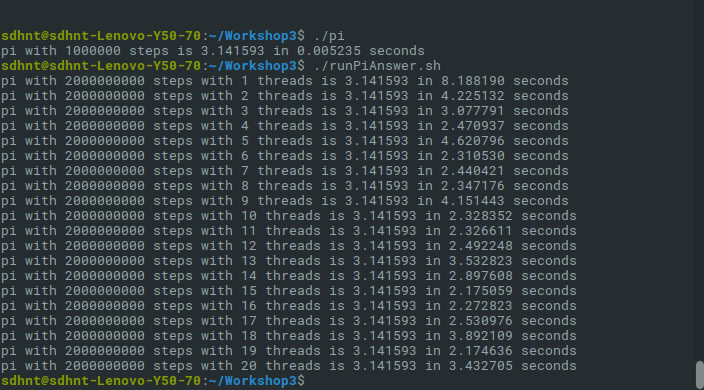 sdhnt@sdhnt-Lenovo-Y50-70:~/Workshop3$ ./pi
pi with 1000000 steps is 3.141593 in 0.005235 seconds
sdhnt@sdhnt-Lenovo-Y50-70:~/Workshop3$ ./runPiAnswer.sh
pi with 2000000000 steps with 1 threads is 3.141593 in 8.188190 seconds
pi with 2000000000 steps with 2 threads is 3.141593 in 4.225132 seconds
pi with 2000000000 steps with 3 threads is 3.141593 in 3.077791 seconds
pi with 2000000000 steps with 4 threads is 3.141593 in 2.470937 seconds
pi with 2000000000 steps with 5 threads is 3.141593 in 4.620796 seconds
pi with 2000000000 steps with 6 threads is 3.141593 in 2.310530 seconds
pi with 2000000000 steps with 7 threads is 3.141593 in 2.440421 seconds
pi with 2000000000 steps with 8 threads is 3.141593 in 2.347176 seconds
pi with 2000000000 steps with 9 threads is 3.141593 in 4.151443 seconds
pi with 2000000000 steps with 10 threads is 3.141593 in 2.328352 seconds
pi with 2000000000 steps with 11 threads is 3.141593 in 2.326611 seconds
pi with 2000000000 steps with 12 threads is 3.141593 in 2.492248 seconds
pi with 2000000000 steps with 13 threads is 3.141593 in 3.532823 seconds
pi with 2000000000 steps with 14 threads is 3.141593 in 2.897608 seconds
pi with 2000000000 steps with 15 threads is 3.141593 in 2.175059 seconds
pi with 2000000000 steps with 16 threads is 3.141593 in 2.272823 seconds
pi with 2000000000 steps with 17 threads is 3.141593 in 2.530976 seconds
pi with 2000000000 steps with 18 threads is 3.141593 in 3.892109 seconds
pi with 2000000000 steps with 19 threads is 3.141593 in 2.174636 seconds
pi with 2000000000 steps with 20 threads is 3.141593 in 3.432705 seconds
sdhnt@sdhnt-Lenovo-Y50-70:~/Workshop3$